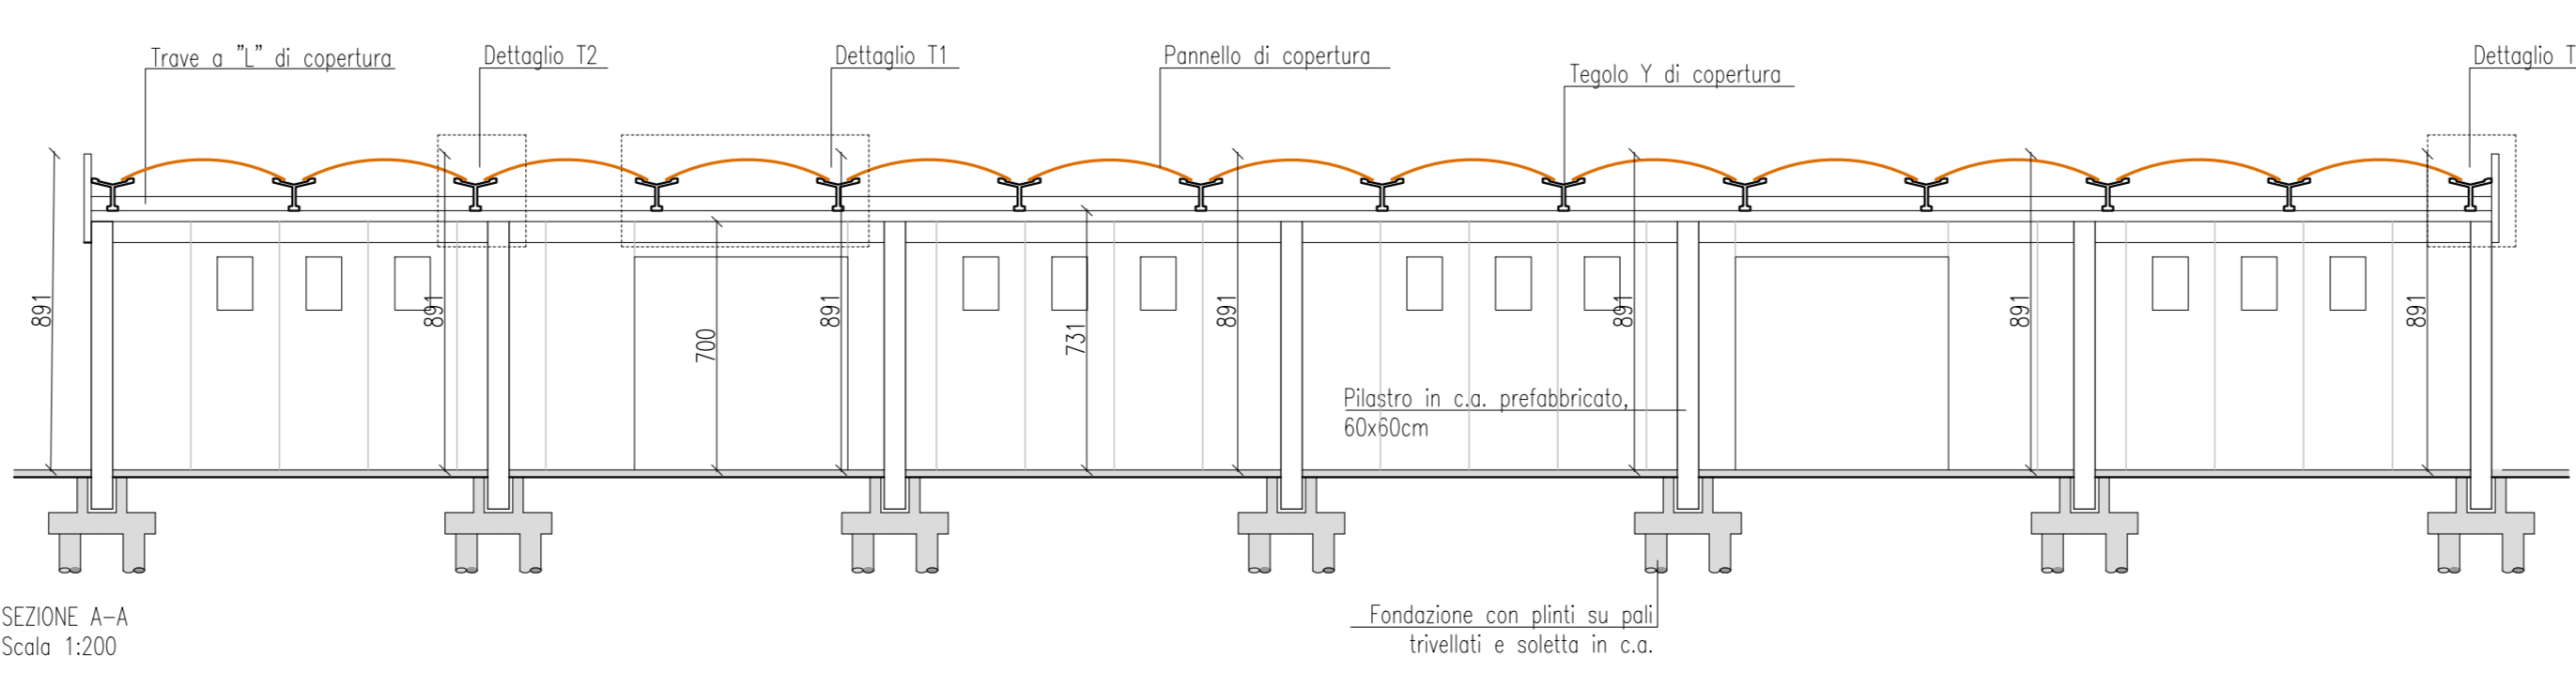 Trave a "L" di copertura
Dettaglio T2
Dettaglio T1
Pannello di copertura
Tegolo Y di copertura
Dettaglio T
891
891
700
891
731
891
891
891
891
Pilastro in c.a. prefabbricato,
60x60cm
Fondazione con plinti su pali
trivellati e soletta in c.a.
SEZIONE A-A
Scala 1:200